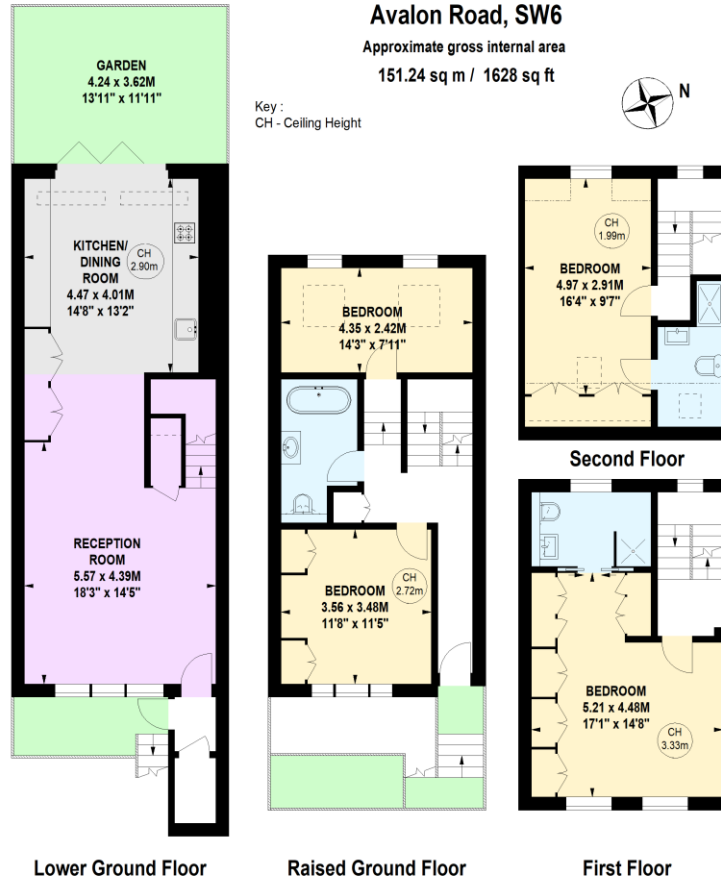 Avalon Road, SW6
Approximate gross internal area
151.24 sq m / 1628 sq ft
Key :
CH - Ceiling Height
N
GARDEN
4.24 x 3.62M
13'11" x 11'11"
KITCHEN/
DINING
ROOM
4.47 x 4.01M
14'8" x 13'2"
CH
2.90m
RECEPTION
ROOM
5.57 x 4.39M
18'3" x 14'5"
Lower Ground Floor
BEDROOM
4.35 x 2.42M
14'3" x 7'11"
BEDROOM
3.56 x 3.48M
11'8" x 11'5"
CH
2.72m
Raised Ground Floor
CH
1.99m
BEDROOM
4.97 x 2.91M
16'4" x 9'7"
Second Floor
BEDROOM
5.21 x 4.48M
17'1" x 14'8"
CH
3.33m
First Floor